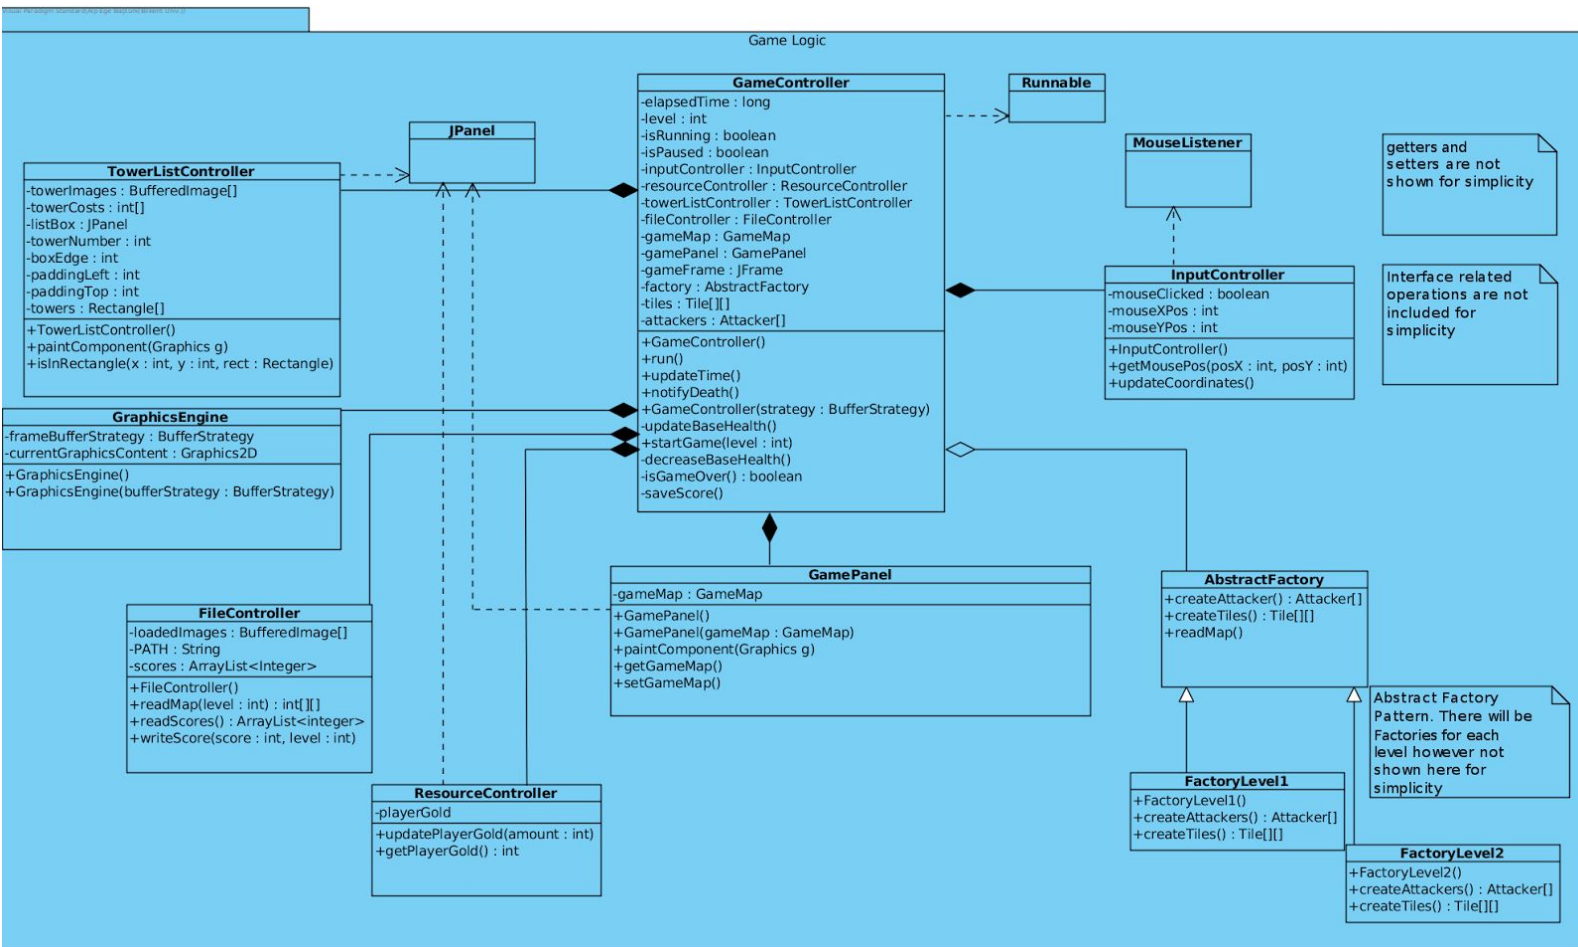 Game Logic
GameController
-elapsedTime : long
-level : int
-isRunning : boolean
-isPaused : boolean
-inputController : InputController
-resourceController : ResourceController
-towerListController : TowerListController
-fileController : FileController
-gameMap : GameMap
-gamePanel : GamePanel
-gameFrame : JFrame
-factory : AbstractFactory
-tiles : Tile[][]
-attackers : Attacker[]
+GameController()
+run()
+updateTime()
+notifyDeath()
+GameController(strategy : BufferStrategy)
-updateBaseHealth()
+startGame(level : int)
-decreaseBaseHealth()
-isGameOver() : boolean
-saveScore()
Runnable
JPanel
MouseListener
getters and
setters are not
shown for simplicity
TowerListController
-towerImages : BufferedImage[]
-towerCosts : int[]
-listBox : JPanel
-towerNumber : int
-boxEdge : int
-paddingLeft : int
-paddingTop : int
-towers : Rectangle[]
+TowerListController()
+paintComponent(Graphics g)
+isInRectangle(x : int, y : int, rect : Rectangle)
InputController
-mouseClicked : boolean
-mouseXPos : int
-mouseYPos : int
+InputController()
+getMousePos(posX : int, posY : int)
+updateCoordinates()
Interface related
operations are not
included for
simplicity
GraphicsEngine
-frameBufferStrategy : BufferStrategy
-currentGraphicsContent : Graphics2D
+GraphicsEngine()
+GraphicsEngine(bufferStrategy : BufferStrategy)
GamePanel
-gameMap : GameMap
+GamePanel()
+GamePanel(gameMap : GameMap)
+paintComponent(Graphics g)
+getGameMap()
+setGameMap()
AbstractFactory
+createAttacker() : Attacker[]
+createTiles() : Tile[][]
+readMap()
FileController
-loadedImages : BufferedImage[]
-PATH : String
-scores : ArrayList<Integer>
+FileController()
+readMap(level : int) : int[][]
+readScores() : ArrayList<integer>
+writeScore(score : int, level : int)
Abstract Factory
Pattern. There will be
Factories for each
level however not
shown here for
simplicity
ResourceController
-playerGold
+updatePlayerGold(amount : int)
+getPlayerGold() : int
FactoryLevel1
+FactoryLevel1()
+createAttackers() : Attacker[]
+createTiles() : Tile[][]
FactoryLevel2
+FactoryLevel2()
+createAttackers() : Attacker[]
+createTiles() : Tile[][]